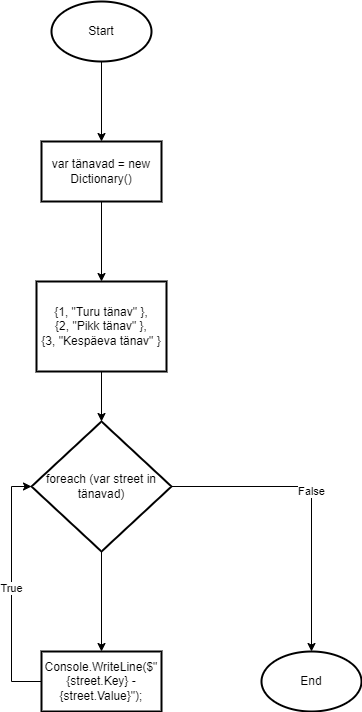 Start
var tänavad = new
Dictionary()
{1, "Turu tänav" },
{2, "Pikk tänav" },
{3, "Kespäeva tänav" }
foreach (var street in
tänavad)
False
True
Console.WriteLine($"
{street.Key} -
{street.Value}");
End